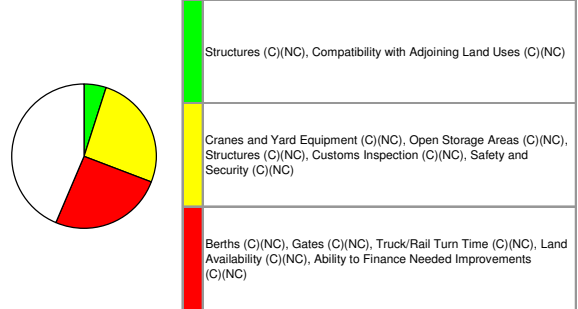 Structures (C)(NC), Compatibility with Adjoining Land Uses (C)(NC)
Cranes and Yard Equipment (C)(NC), Open Storage Areas (C)(NC),
Structures (C)(NC), Customs Inspection (C)(NC), Safety and
Security (C)(NC)
Berths (C)(NC), Gates (C)(NC), Truck/Rail Turn Time (C)(NC), Land
Availability (C)(NC), Ability to Finance Needed Improvements
(C)(NC)